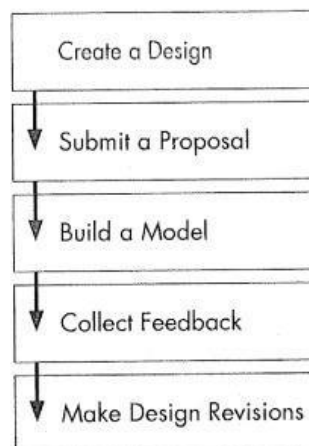 Create a Design
Submit a Proposal
Build a Model
Collect Feedback
Make Design Revisions